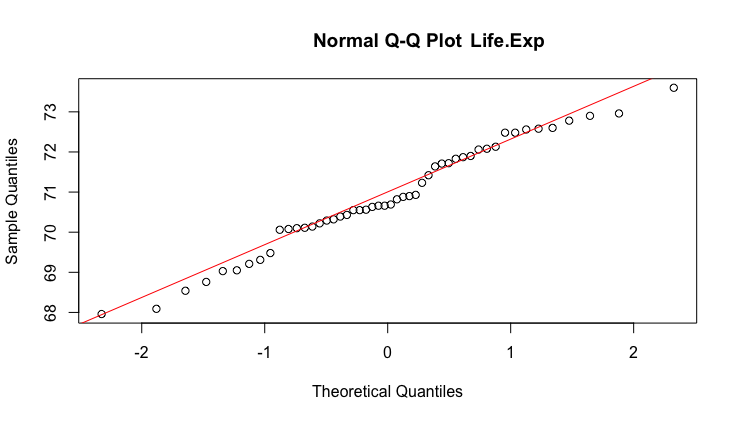 Normal Q-Q Plot Life.Exp
Sample Quantiles
73
72
71
70
69
68
-2 -1 0 1 2
Theoretical Quantiles